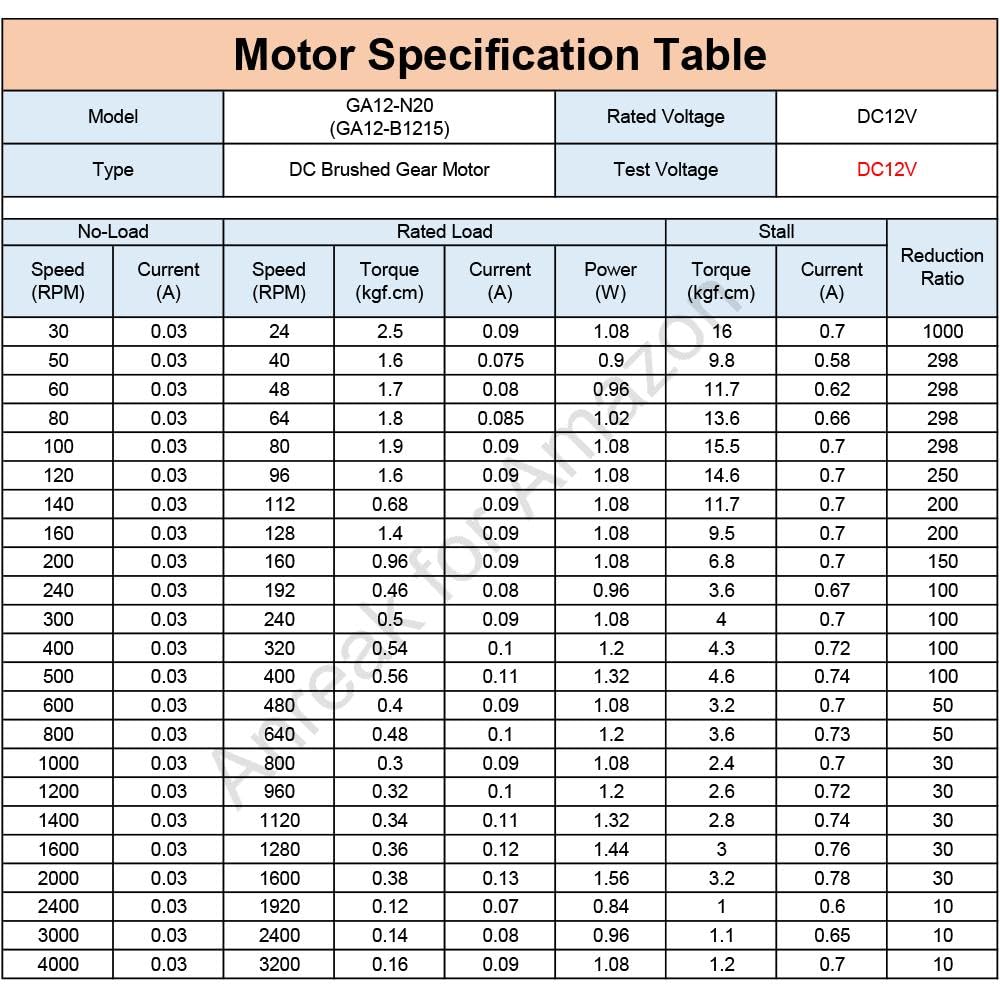 Motor Specification Table
Model GA12-N20 (GA12-B1215) Rated Voltage DC12V
Type DC Brushed Gear Motor Test Voltage DC12V
No-Load Rated Load Stall Reduction Ratio
Speed (RPM) Current (A) Speed (RPM) Torque (kgf.cm) Current (A) Power (W) Torque (kgf.cm) Current (A)
30 0.03 24 2.5 0.09 1.08 16 0.7 1000
50 0.03 40 1.6 0.075 0.9 9.8 0.58 298
60 0.03 48 1.7 0.08 0.96 11.7 0.62 298
80 0.03 64 1.8 0.085 1.02 13.6 0.66 298
100 0.03 80 1.9 0.09 1.08 15.5 0.7 298
120 0.03 96 1.6 0.09 1.08 14.6 0.7 250
140 0.03 112 0.68 0.09 1.08 11.7 0.7 200
160 0.03 128 1.4 0.09 1.08 9.5 0.7 200
200 0.03 160 0.96 0.09 1.08 6.8 0.7 150
240 0.03 192 0.46 0.08 0.96 3.6 0.67 100
300 0.03 240 0.5 0.09 1.08 4 0.7 100
400 0.03 320 0.54 0.1 1.2 4.3 0.72 100
500 0.03 400 0.56 0.11 1.32 4.6 0.74 100
600 0.03 480 0.4 0.09 1.08 3.2 0.7 50
800 0.03 640 0.48 0.1 1.2 3.6 0.73 50
1000 0.03 800 0.3 0.09 1.08 2.4 0.7 30
1200 0.03 960 0.32 0.1 1.2 2.6 0.72 30
1400 0.03 1120 0.34 0.11 1.32 2.8 0.74 30
1600 0.03 1280 0.36 0.12 1.44 3 0.76 30
2000 0.03 1600 0.38 0.13 1.56 3.2 0.78 30
2400 0.03 1920 0.12 0.07 0.84 1 0.6 10
3000 0.03 2400 0.14 0.08 0.96 1.1 0.65 10
4000 0.03 3200 0.16 0.09 1.08 1.2 0.7 10
Anreak for Amazon